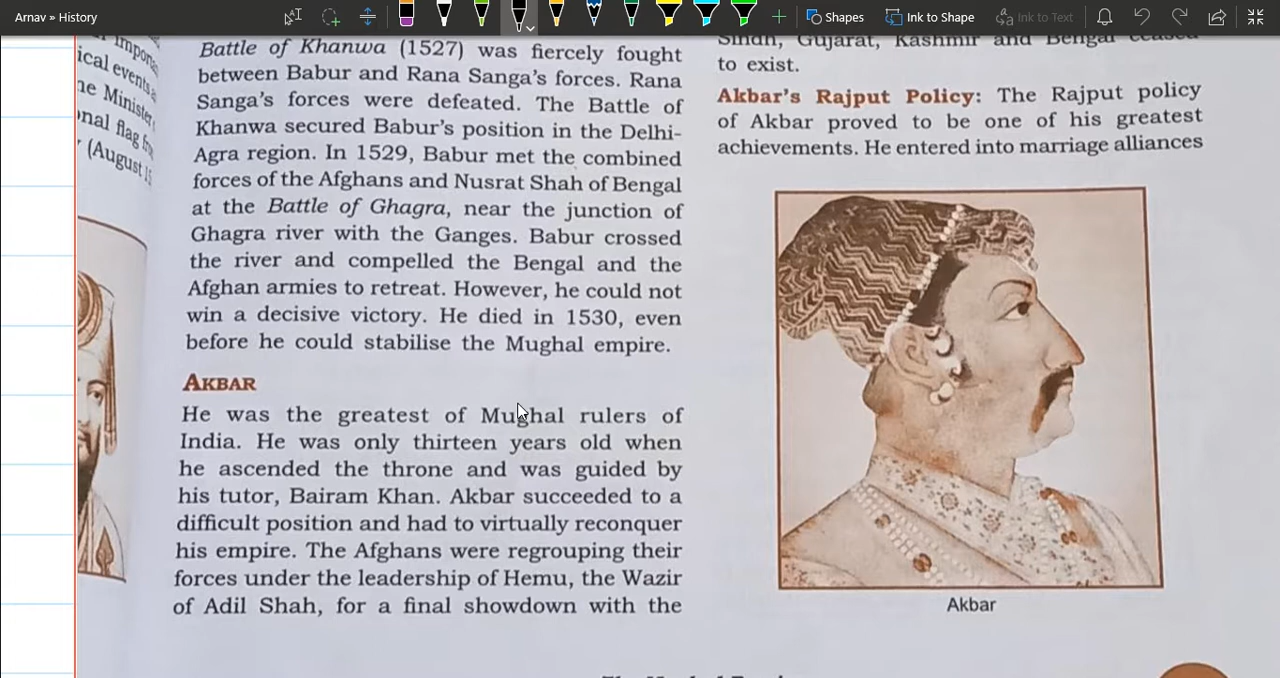 Arnav » History
Shapes
Ink to Shape
Ink to Text
ical events
he Minister
nal flag
(August
Battle of Khanwa (1527) was fiercely fought
between Babur and Rana Sanga's forces. Rana
Sanga's forces were defeated. The Battle of
Khanwa secured Babur's position in the Delhi-
Agra region. In 1529, Babur met the combined
forces of the Afghans and Nusrat Shah of Bengal
at the Battle of Ghagra, near the junction of
Ghagra river with the Ganges. Babur crossed
the river and compelled the Bengal and the
Afghan armies to retreat. However, he could not
win a decisive victory. He died in 1530, even
before he could stabilise the Mughal empire.
AKBAR
He was the greatest of Mughal rulers of
India. He was only thirteen years old when
he ascended the throne and was guided by
his tutor, Bairam Khan. Akbar succeeded to a
difficult position and had to virtually reconquer
his empire. The Afghans were regrouping their
forces under the leadership of Hemu, the Wazir
of Adil Shah, for a final showdown with the
Sindh, Gujarat, Kashmir and Bengal ceased
to exist.
Akbar's Rajput Policy: The Rajput policy
of Akbar proved to be one of his greatest
achievements. He entered into marriage alliances
Akbar